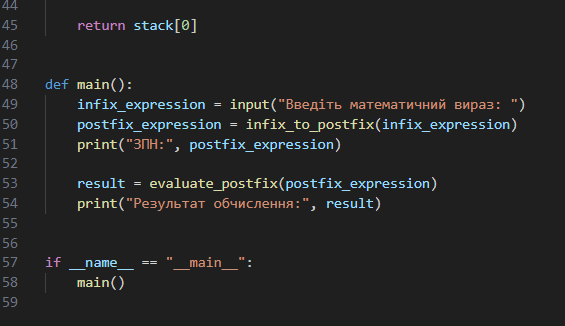 44
45 return stack[0]
46
47
48 def main():
49 infix_expression = input("Введіть математичний вираз: ")
50 postfix_expression = infix_to_postfix(infix_expression)
51 print("ЗПН:", postfix_expression)
52
53 result = evaluate_postfix(postfix_expression)
54 print("Результат обчислення:", result)
55
56
57 if __name__ == "__main__":
58 main()
59